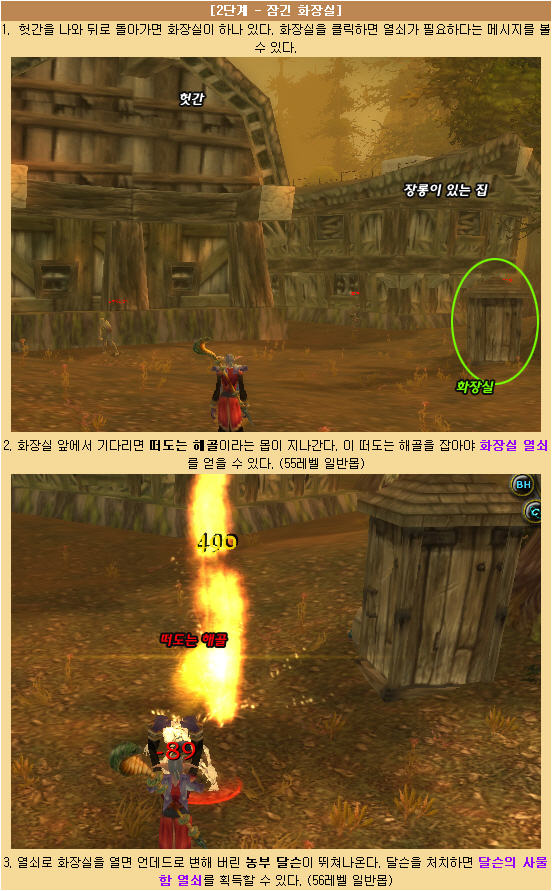 [2단계 - 잠긴 화장실]
1. 헛간을 나와 뒤로 돌아가면 화장실이 하나 있다. 화장실을 클릭하면 열쇠가 필요하다는 메시지를 볼
수 있다.
헛간
장롱이 있는 집
화장실
2. 화장실 앞에서 기다리면 떠도는 해골이라는 몹이 지나간다. 이 떠도는 해골을 잡아야 화장실 열쇠
를 얻을 수 있다. (55레벨 일반몹)
BH
490
떠도는 해골
-89
3. 열쇠로 화장실을 열면 언데드로 변해 버린 농부 달슨이 뛰쳐나온다. 달슨을 처치하면 달슨의 사물
함 열쇠를 획득할 수 있다. (56레벨 일반몹)